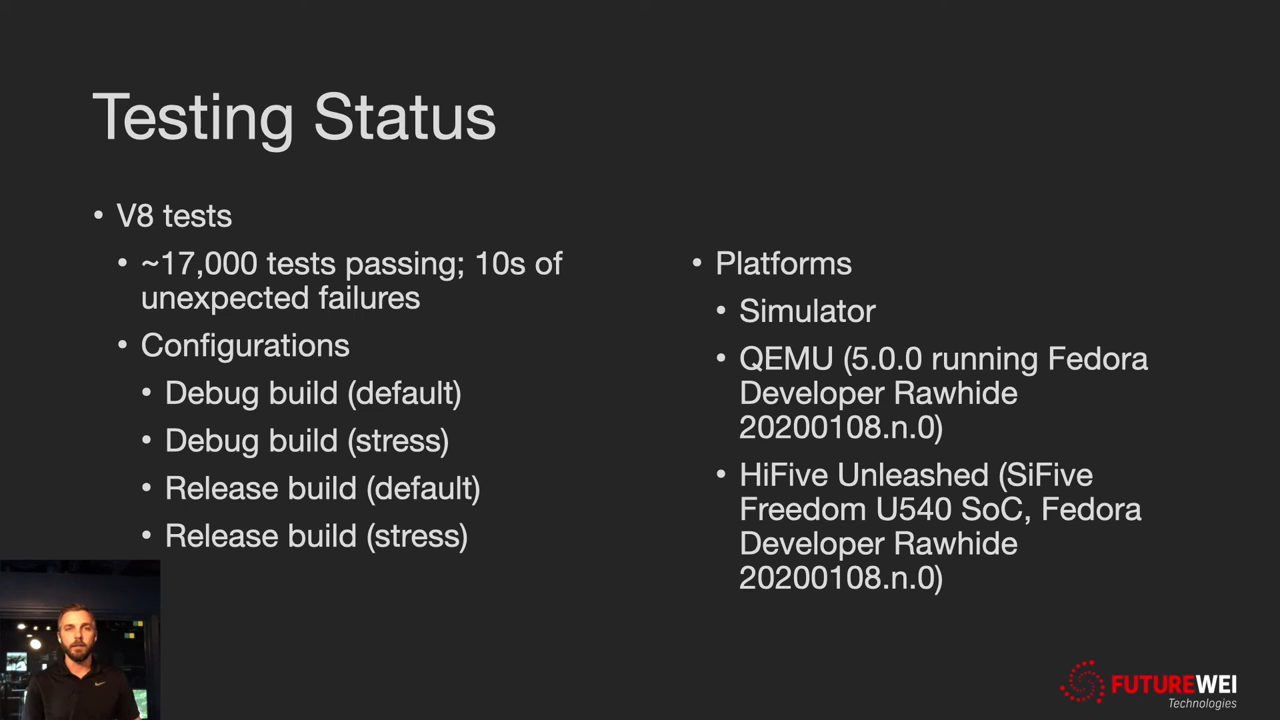 Testing Status
• V8 tests
• ~17,000 tests passing; 10s of
unexpected failures
• Configurations
• Debug build (default)
• Debug build (stress)
• Release build (default)
• Release build (stress)
• Platforms
• Simulator
• QEMU (5.0.0 running Fedora
Developer Rawhide
20200108.n.0)
• HiFive Unleashed (SiFive
Freedom U540 SoC, Fedora
Developer Rawhide
20200108.n.0)
FUTUREWEI
Technologies